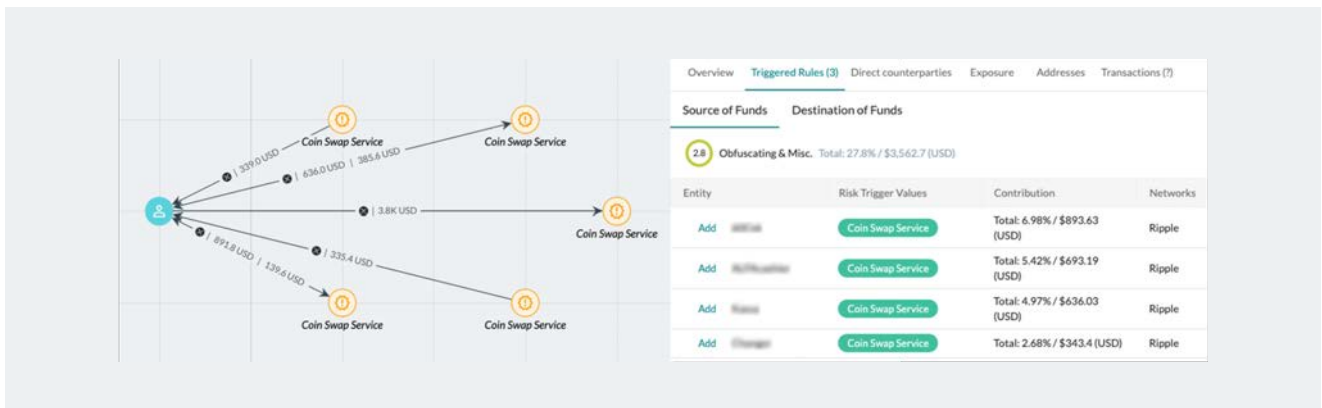 Coin Swap Service
Coin Swap Service
339.0 USD
636.0 USD | 385.6 USD
3.8K USD
Coin Swap Service
891.8 USD | 139.6 USD
335.4 USD
Coin Swap Service
Coin Swap Service
Overview Triggered Rules (3) Direct counterparties Exposure Addresses Transactions (?)
Source of Funds Destination of Funds
2.8 Obfuscating & Misc. Total: 27.8% / $3,562.7 (USD)
Entity Risk Trigger Values Contribution Networks
Add Coin Swap Service Total: 6.98% / $893.63 (USD) Ripple
Add Coin Swap Service Total: 5.42% / $693.19 (USD) Ripple
Add Coin Swap Service Total: 4.97% / $636.03 (USD) Ripple
Add Coin Swap Service Total: 2.68% / $343.4 (USD) Ripple